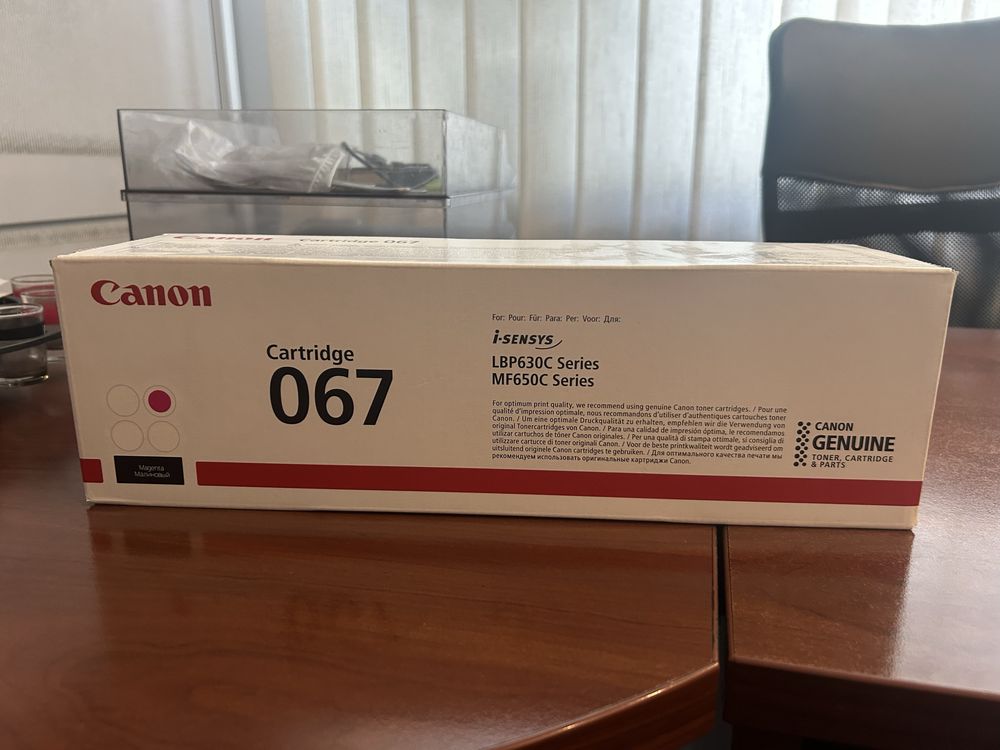 Canon Cartridge 067
Canon
Cartridge
067
Magenta
Малиновый
For: Pour: Für: Para: Per: Voor: Для:
i-SENSYS
LBP630C Series
MF650C Series
For optimum print quality, we recommend using genuine Canon toner cartridges. / Pour une
qualité d'impression optimale, nous recommandons d'utiliser d'authentiques cartouches toner
Canon. / Um eine optimale Druckqualität zu erhalten, empfehlen wir die Verwendung von
original Tonercartridges von Canon. / Para una calidad de impresión óptima, le recomendamos
utilizar cartuchos de tóner Canon originales. / Per una qualità di stampa ottimale, si consiglia di
utilizzare cartucce di toner originali Canon. / Voor de beste printkwaliteit wordt geadviseerd om
uitsluitend originele Canon cartridges te gebruiken. / Для оптимального качества печати мы
рекомендуем использовать оригинальные картриджи Canon.
CANON
GENUINE
TONER, CARTRIDGE
& PARTS